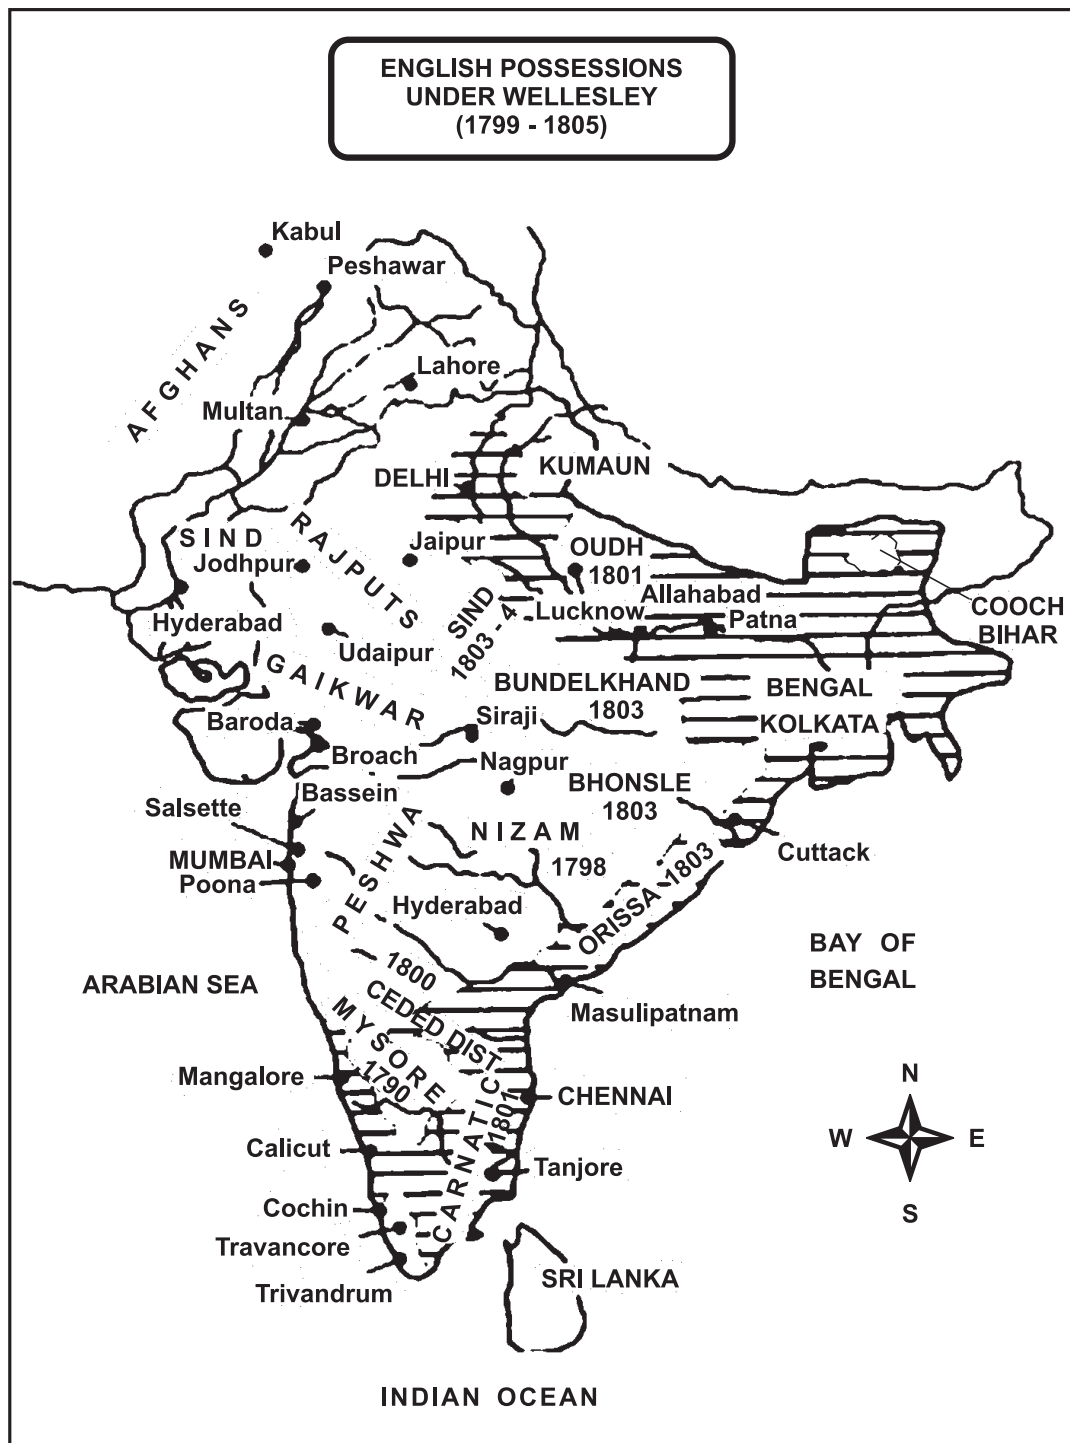 ENGLISH POSSESSIONS
UNDER WELLESLEY
(1799 - 1805)
Kabul
Peshawar
AFGHANS
Lahore
Multan
DELHI
KUMAUN
SIND
RAJPUTS
Jaipur
Jodhpur
OUDH
1801
SIND
1803 - 4
Lucknow
Allahabad
Patna
COOCH
BIHAR
Hyderabad
Udaipur
GAIKWAR
BUNDELKHAND
1803
BENGAL
KOLKATA
Baroda
Siraji
Broach
Nagpur
Bassein
BHONSLE
1803
Salsette
PESHWA
NIZAM
1798
MUMBAI
Poona
Cuttack
Hyderabad
ORISSA 1803
BAY OF
BENGAL
ARABIAN SEA
1800
CEDED DIST
Masulipatnam
MYSORE
1790
Mangalore
CARNATIC
1801
CHENNAI
N
W
E
S
Calicut
Tanjore
Cochin
Travancore
Trivandrum
SRI LANKA
INDIAN OCEAN